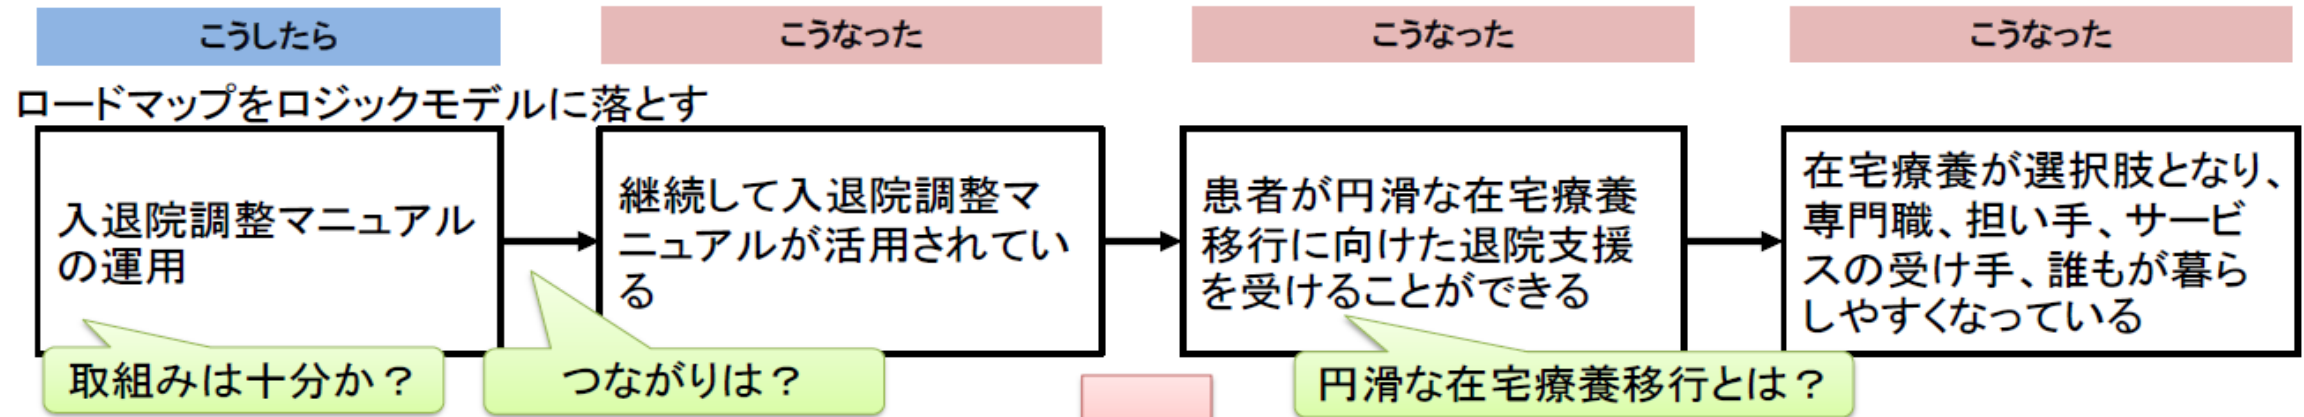 こうしたら
こうなった
こうなった
こうなった
ロードマップをロジックモデルに落とす
入退院調整マニュアル
の運用
継続して入退院調整マ
ニュアルが活用されてい
る
患者が円滑な在宅療養
移行に向けた退院支援
を受けることができる
在宅療養が選択肢となり、
専門職、担い手、サービ
スの受け手、誰もが暮ら
しやすくなっている
取組みは十分か？
つながりは？
円滑な在宅療養移行とは？